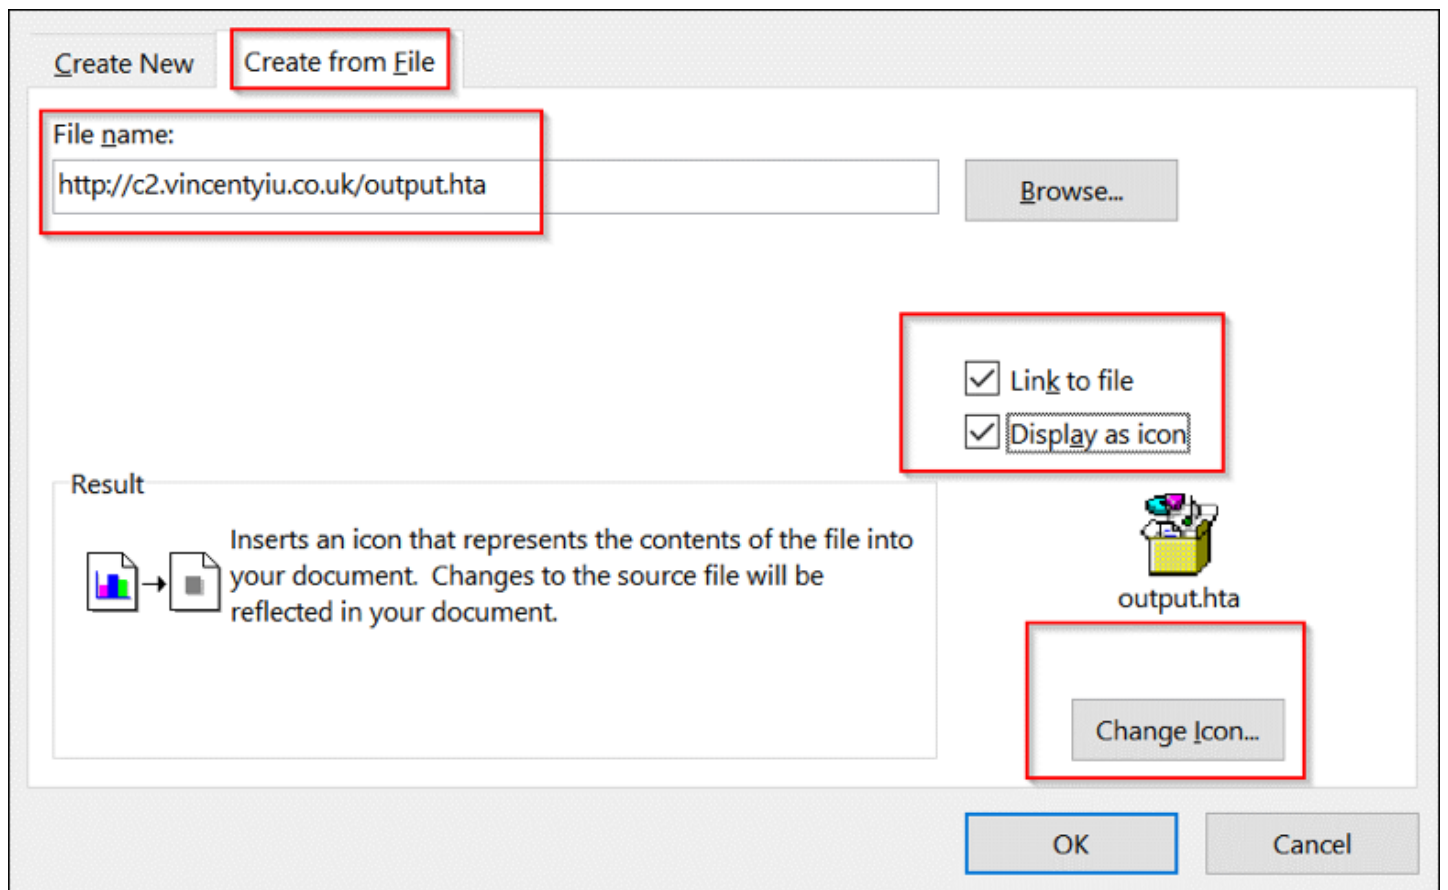 Create New
Create from File
File name:
http://c2.vincentyiu.co.uk/output.hta
Browse...
Link to file
Display as icon
Result
Inserts an icon that represents the contents of the file into
your document. Changes to the source file will be
reflected in your document.
output.hta
Change Icon...
OK
Cancel